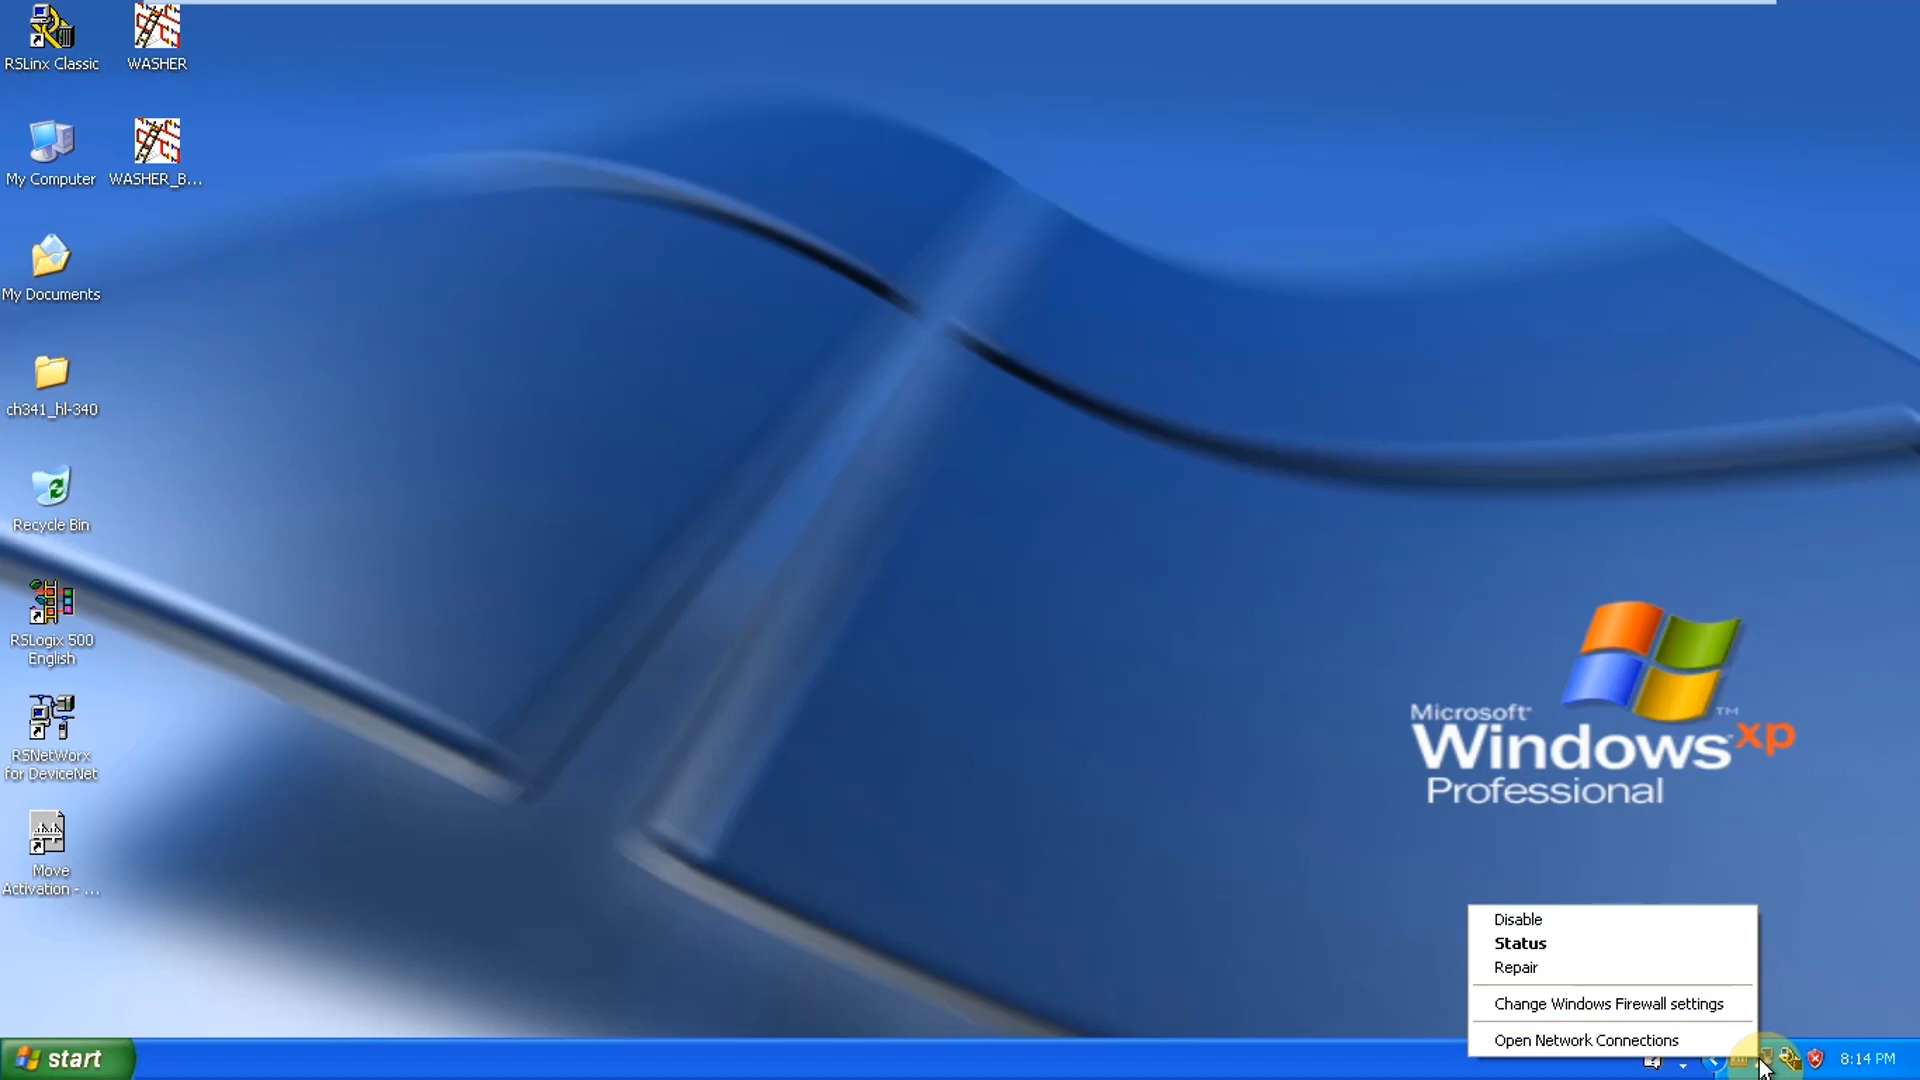 RSLinx Classic
WASHER
My Computer
WASHER_B...
My Documents
ch341_hl-340
Recycle Bin
RSLogix 500
English
RSNetWorx
for DeviceNet
Move
Activation - ...
Microsoft®
Windows xp
Professional
TM
Disable
Status
Repair
Change Windows Firewall settings
Open Network Connections
start
8:14 PM